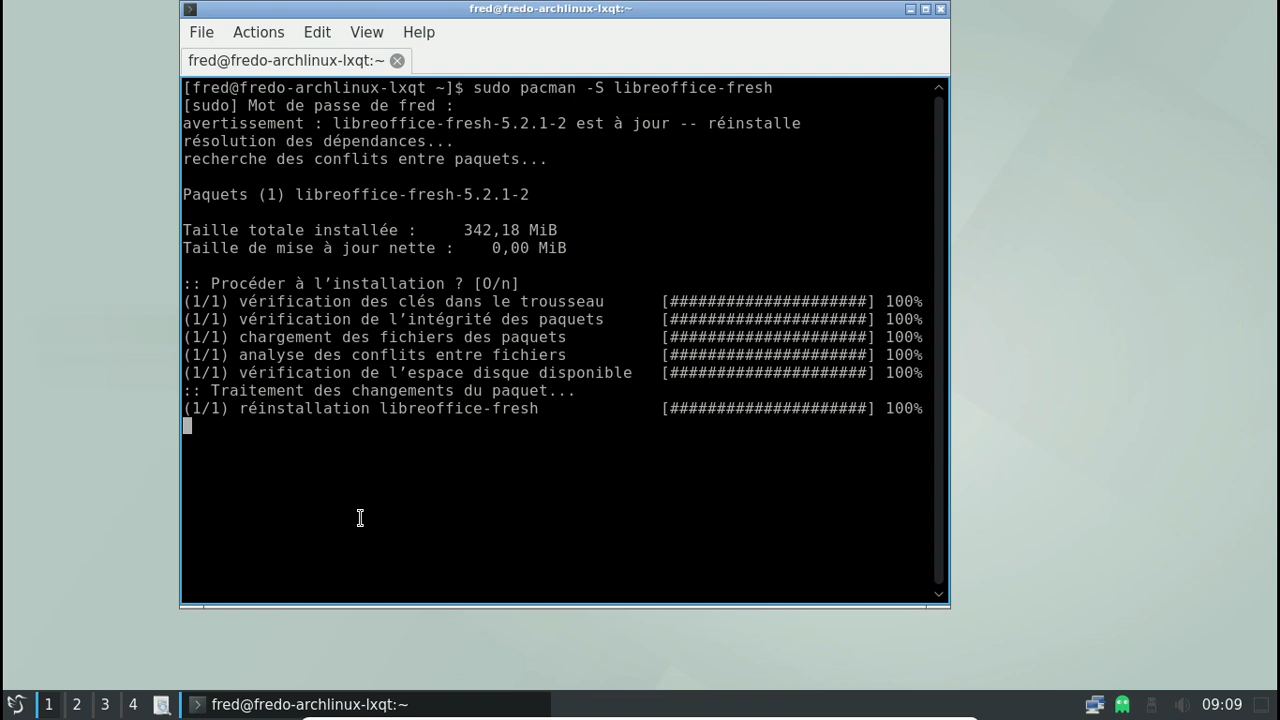 fred@fredo-archlinux-lxqt:~
File Actions Edit View Help
fred@fredo-archlinux-lxqt:~
[fred@fredo-archlinux-lxqt ~]$ sudo pacman -S libreoffice-fresh
[sudo] Mot de passe de fred :
avertissement : libreoffice-fresh-5.2.1-2 est à jour -- réinstalle
résolution des dépendances...
recherche des conflits entre paquets...
Paquets (1) libreoffice-fresh-5.2.1-2
Taille totale installée :     342,18 MiB
Taille de mise à jour nette :    0,00 MiB
:: Procéder à l’installation ? [O/n]
(1/1) vérification des clés dans le trousseau      [#####################] 100%
(1/1) vérification de l’intégrité des paquets      [#####################] 100%
(1/1) chargement des fichiers des paquets          [#####################] 100%
(1/1) analyse des conflits entre fichiers          [#####################] 100%
(1/1) vérification de l’espace disque disponible   [#####################] 100%
:: Traitement des changements du paquet...
(1/1) réinstallation libreoffice-fresh             [#####################] 100%
1 2 3 4 fred@fredo-archlinux-lxqt:~ 09:09